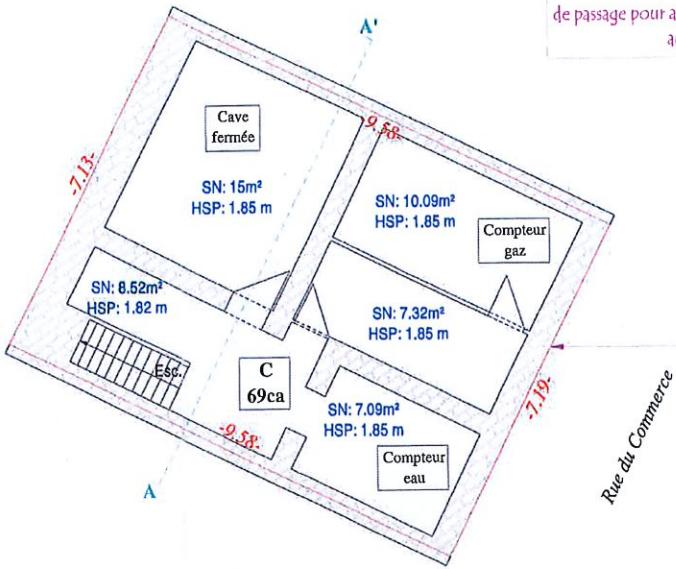 A'
de passage pour a
a
Cave
fermée
-9.58-
-7.13-
SN: 15m²
HSP: 1.85 m
SN: 10.09m²
HSP: 1.85 m
Compteur
gaz
SN: 8.52m²
HSP: 1.82 m
SN: 7.32m²
HSP: 1.85 m
Esc.
C
69ca
-7.19-
SN: 7.09m²
HSP: 1.85 m
-9.58-
Compteur
eau
Rue du Commerce
A